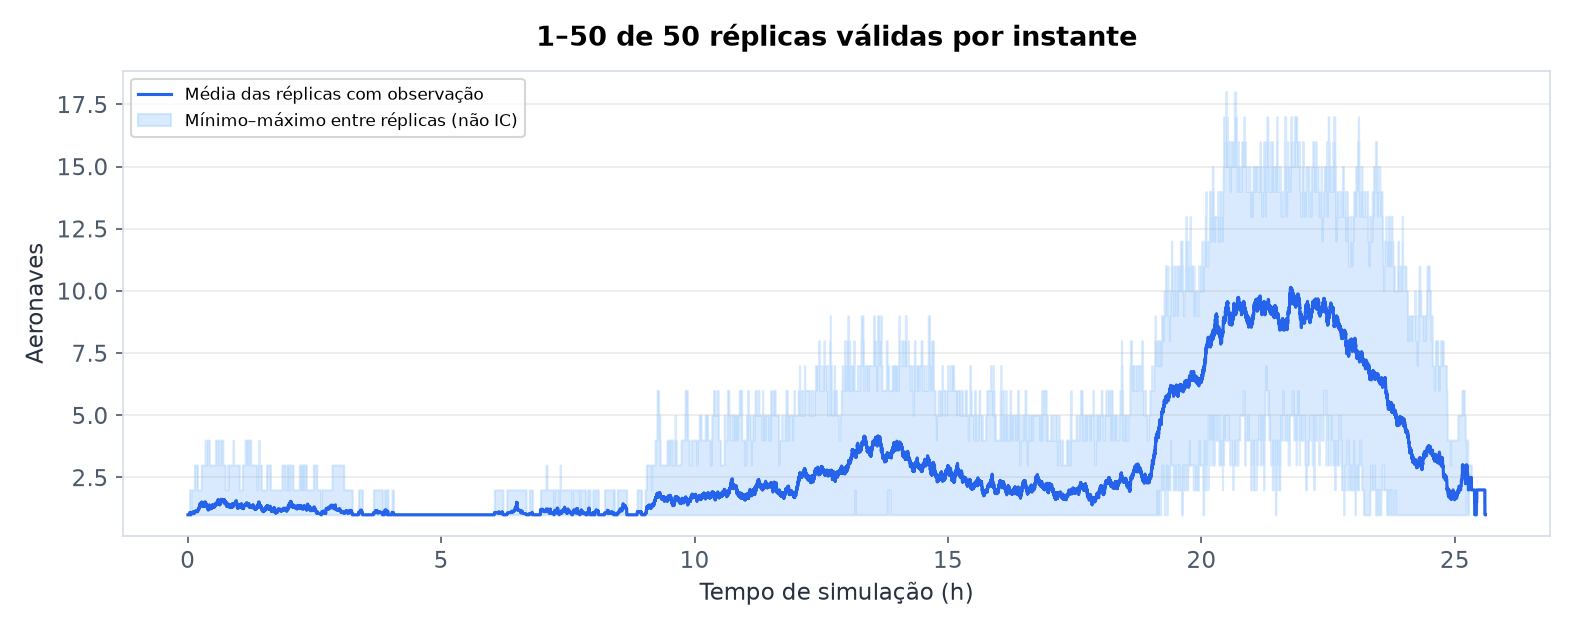 1–50 de 50 réplicas válidas por instante
Média das réplicas com observação
Mínimo–máximo entre réplicas (não IC)
Aeronaves
17.5
15.0
12.5
10.0
7.5
5.0
2.5
0 5 10 15 20 25
Tempo de simulação (h)